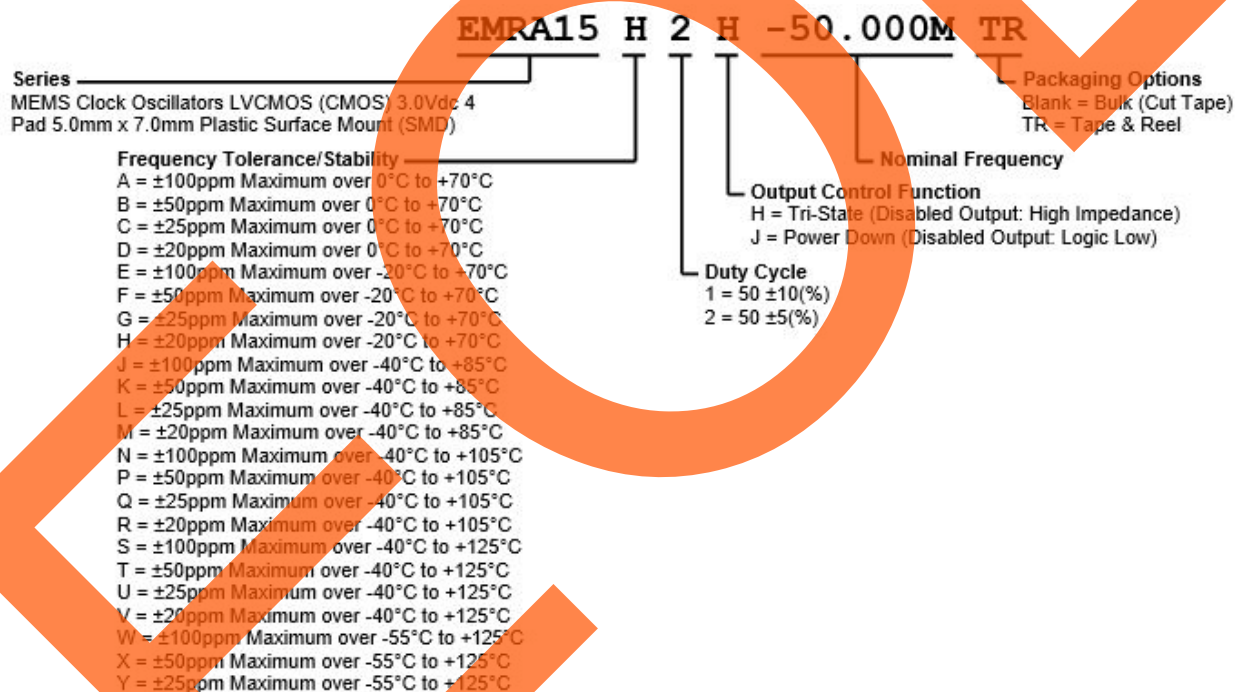 EMRA15 H 2 H -50.000M TR
Series
MEMS Clock Oscillators LVCMOS (CMOS) 3.0Vdc 4
Pad 5.0mm x 7.0mm Plastic Surface Mount (SMD)
Packaging Options
Blank = Bulk (Cut Tape)
TR = Tape & Reel
Frequency Tolerance/Stability
A = ±100ppm Maximum over 0°C to +70°C
B = ±50ppm Maximum over 0°C to +70°C
C = ±25ppm Maximum over 0°C to +70°C
D = ±20ppm Maximum over 0°C to +70°C
E = ±100ppm Maximum over -20°C to +70°C
F = ±50ppm Maximum over -20°C to +70°C
G = ±25ppm Maximum over -20°C to +70°C
H = ±20ppm Maximum over -20°C to +70°C
J = ±100ppm Maximum over -40°C to +85°C
K = ±50ppm Maximum over -40°C to +85°C
L = ±25ppm Maximum over -40°C to +85°C
M = ±20ppm Maximum over -40°C to +85°C
N = ±100ppm Maximum over -40°C to +105°C
P = ±50ppm Maximum over -40°C to +105°C
Q = ±25ppm Maximum over -40°C to +105°C
R = ±20ppm Maximum over -40°C to +105°C
S = ±100ppm Maximum over -40°C to +125°C
T = ±50ppm Maximum over -40°C to +125°C
U = ±25ppm Maximum over -40°C to +125°C
V = ±20ppm Maximum over -40°C to +125°C
W = ±100ppm Maximum over -55°C to +125°C
X = ±50ppm Maximum over -55°C to +125°C
Y = ±25ppm Maximum over -55°C to +125°C
Nominal Frequency
Output Control Function
H = Tri-State (Disabled Output: High Impedance)
J = Power Down (Disabled Output: Logic Low)
Duty Cycle
1 = 50 ±10(%)
2 = 50 ±5(%)